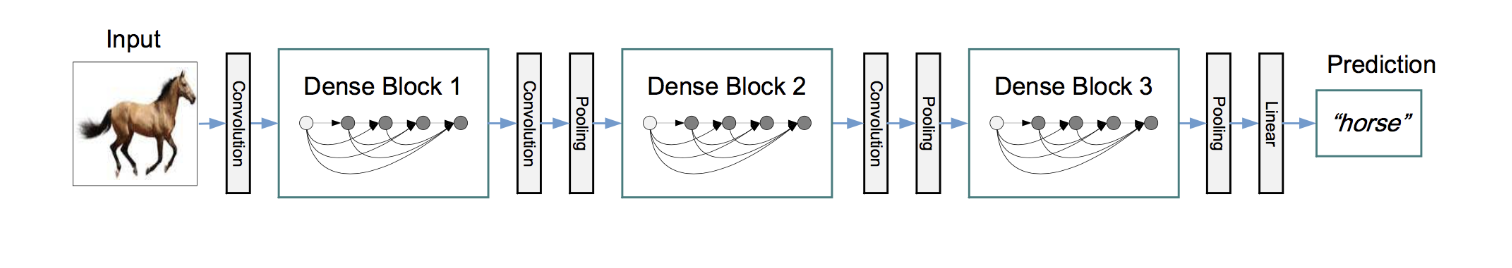 Input
Convolution
Dense Block 1
Convolution
Pooling
Dense Block 2
Convolution
Pooling
Dense Block 3
Pooling
Linear
Prediction
“horse”